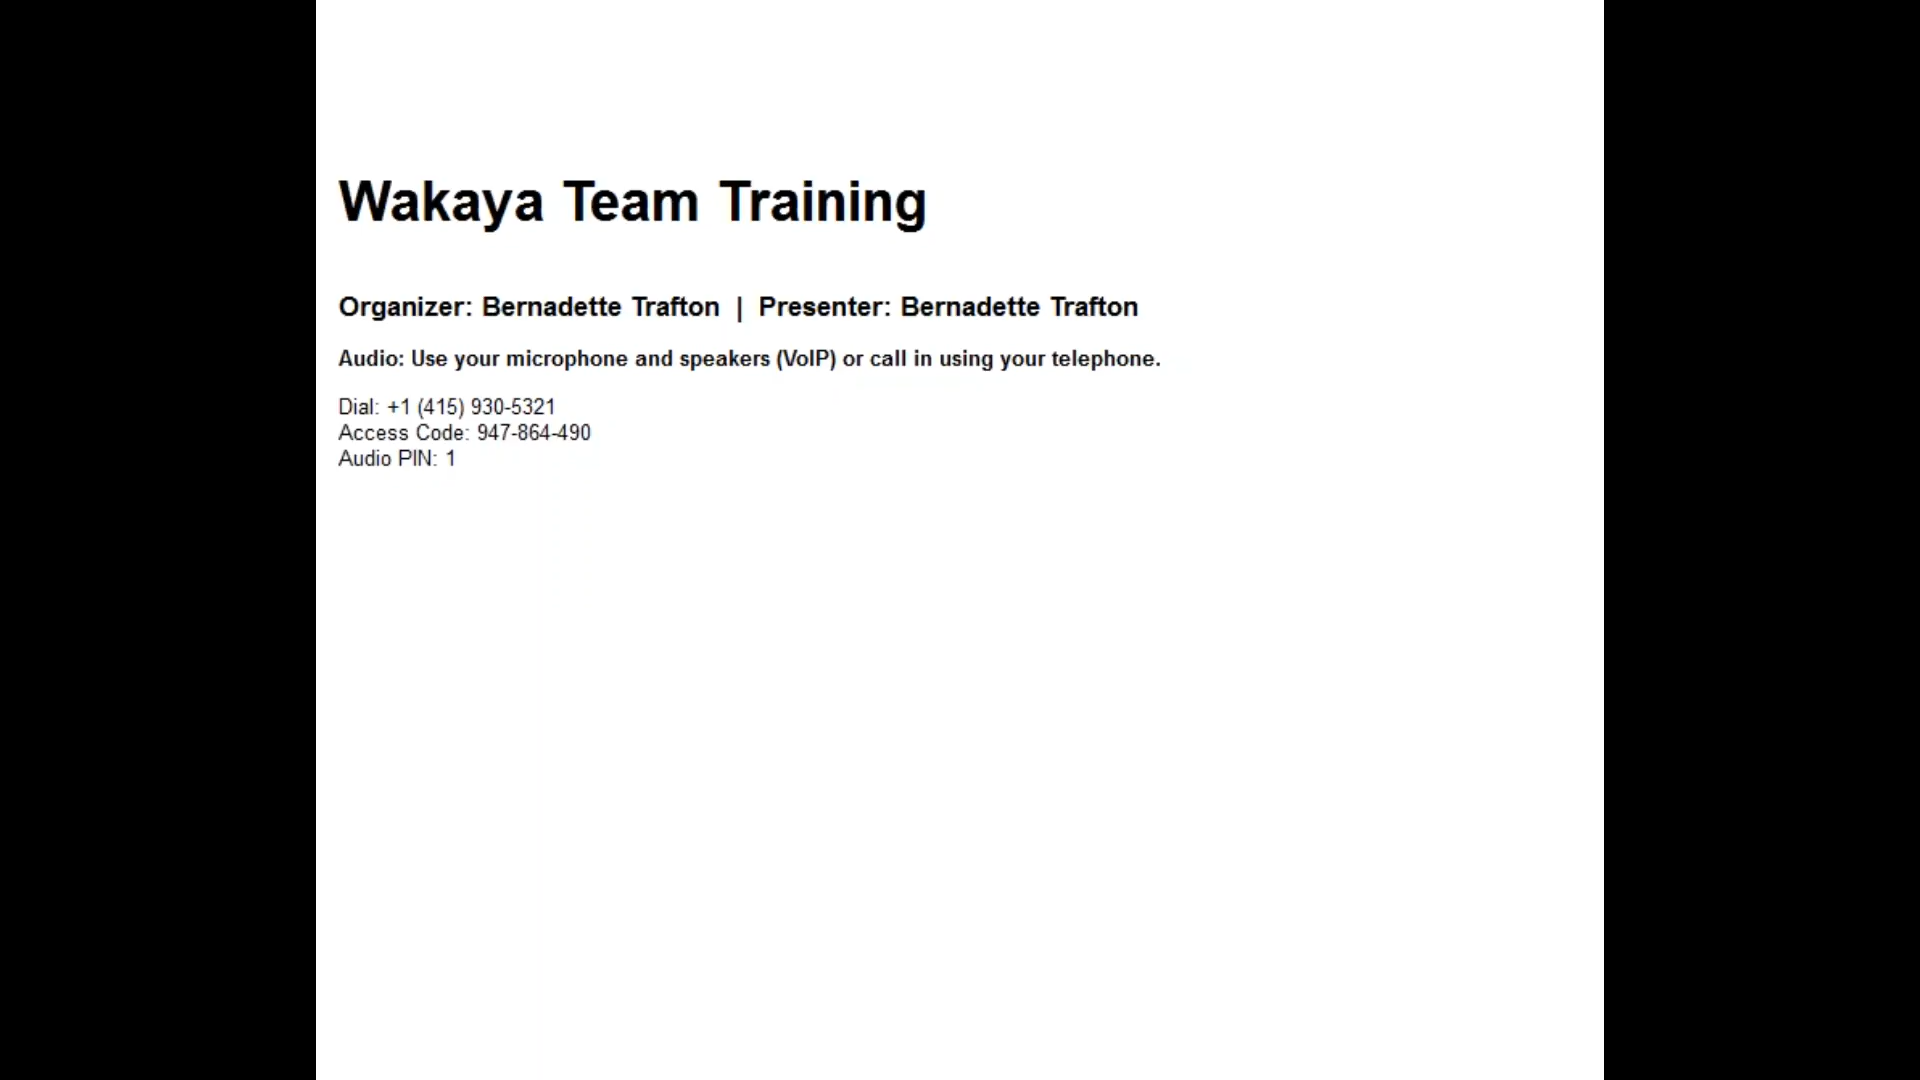 Wakaya Team Training
Organizer: Bernadette Trafton | Presenter: Bernadette Trafton
Audio: Use your microphone and speakers (VoIP) or call in using your telephone.
Dial: +1 (415) 930-5321
Access Code: 947-864-490
Audio PIN: 1